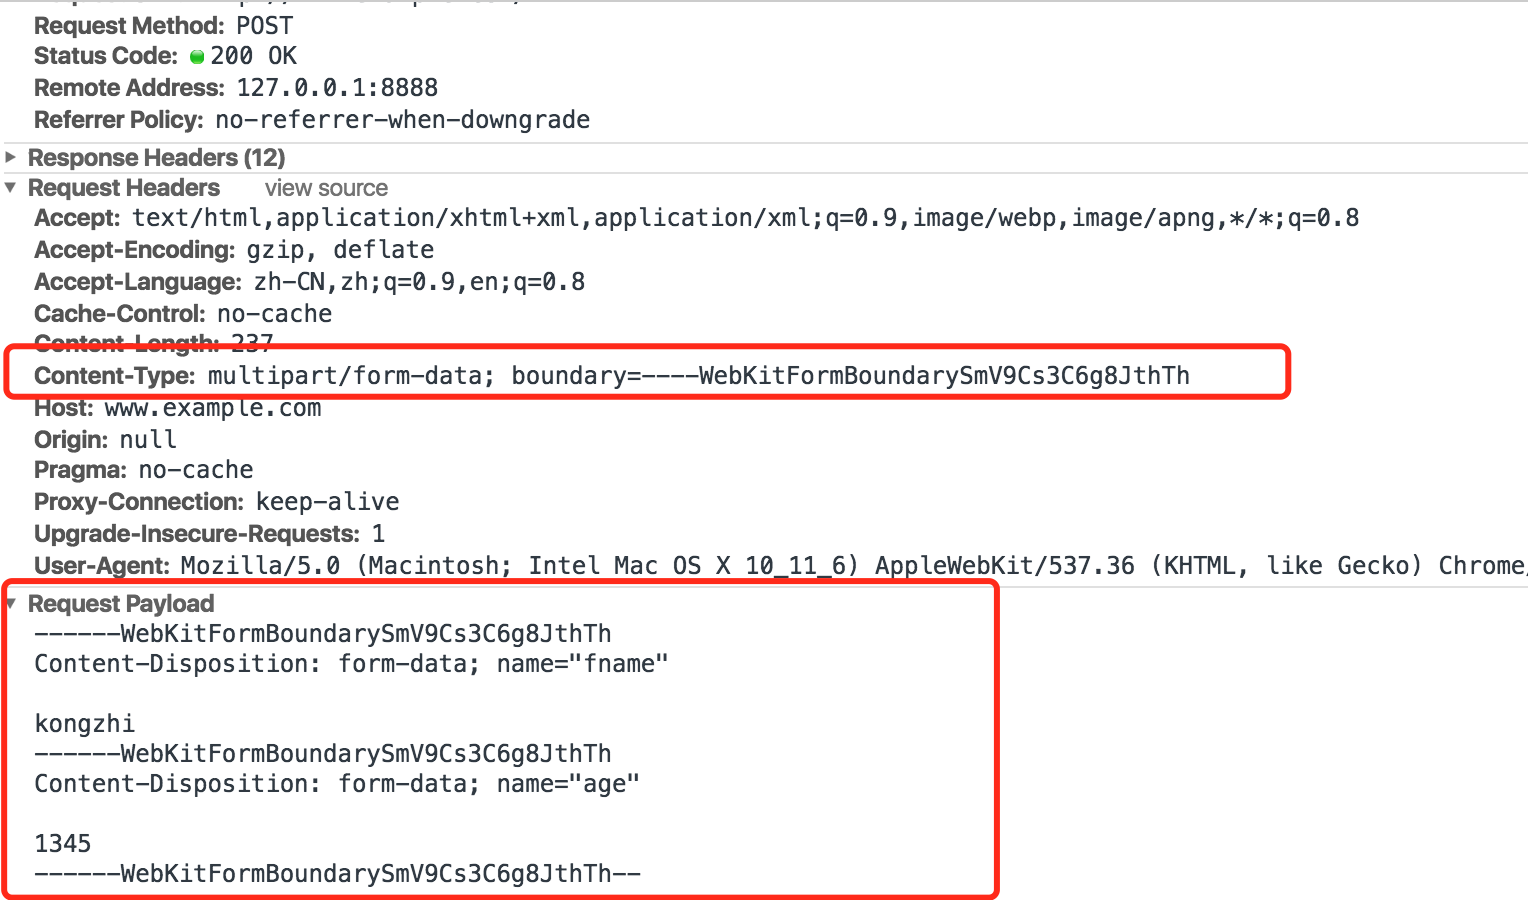 Request Method: POST
Status Code: 200 OK
Remote Address: 127.0.0.1:8888
Referrer Policy: no-referrer-when-downgrade
Response Headers (12)
Request Headers view source
Accept: text/html,application/xhtml+xml,application/xml;q=0.9,image/webp,image/apng,*/*;q=0.8
Accept-Encoding: gzip, deflate
Accept-Language: zh-CN,zh;q=0.9,en;q=0.8
Cache-Control: no-cache
Content-Length: 237
Content-Type: multipart/form-data; boundary=----WebKitFormBoundarySmV9Cs3C6g8JthTh
Host: www.example.com
Origin: null
Pragma: no-cache
Proxy-Connection: keep-alive
Upgrade-Insecure-Requests: 1
User-Agent: Mozilla/5.0 (Macintosh; Intel Mac OS X 10_11_6) AppleWebKit/537.36 (KHTML, like Gecko) Chrome/
Request Payload
------WebKitFormBoundarySmV9Cs3C6g8JthTh
Content-Disposition: form-data; name="fname"
kongzhi
------WebKitFormBoundarySmV9Cs3C6g8JthTh
Content-Disposition: form-data; name="age"
1345
------WebKitFormBoundarySmV9Cs3C6g8JthTh--